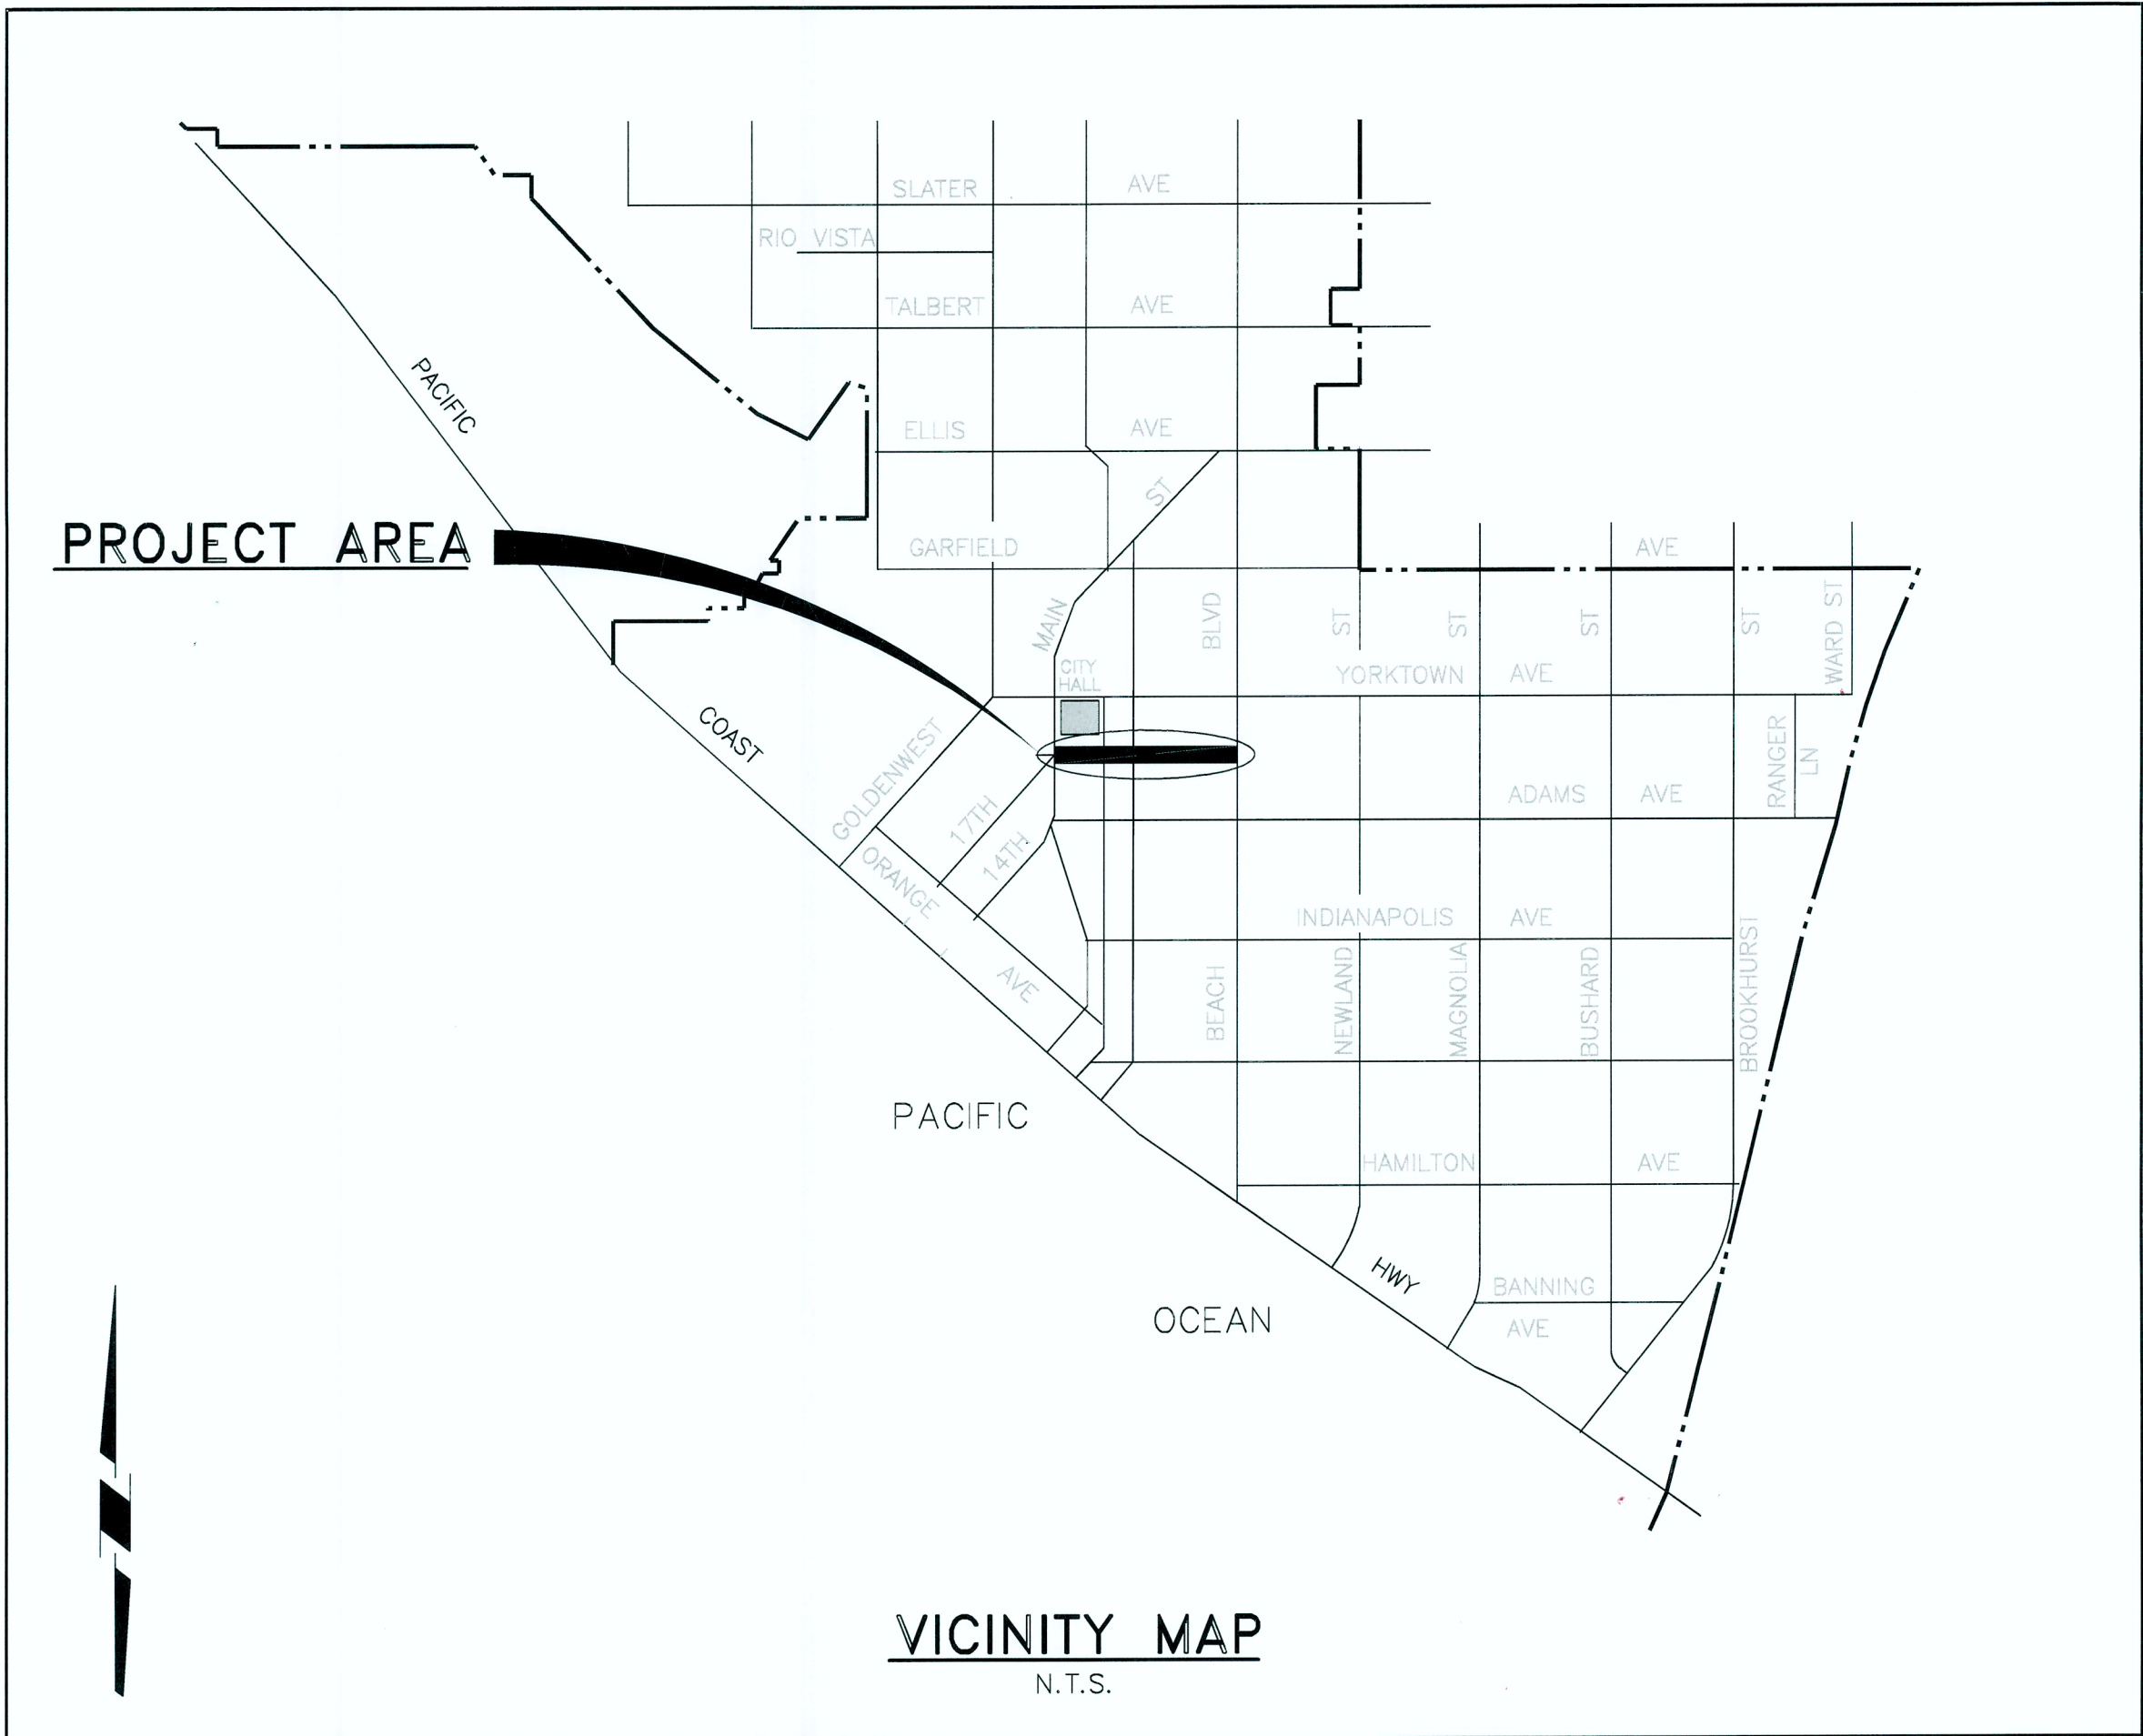 SLATER AVE
RIO VISTA
TALBERT AVE
PACIFIC
ELLIS AVE
ST
PROJECT AREA
GARFIELD AVE
MAIN
BLVD
ST
ST
ST
ST
WARD ST
CITY
HALL
YORKTOWN AVE
COAST
GOLDENWEST
RANGER
LN
17TH
14TH
ADAMS AVE
ORANGE
AVE
INDIANAPOLIS AVE
BEACH
NEWLAND
MAGNOLIA
BUSHARD
BROOKHURST
PACIFIC
HAMILTON AVE
HWY
BANNING
AVE
OCEAN
VICINITY MAP
N.T.S.